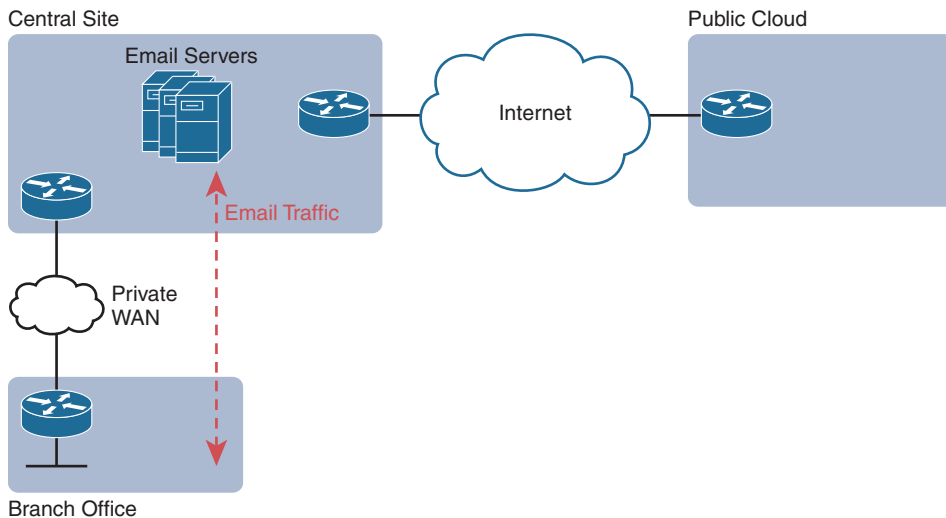 Central Site
Public Cloud
Email Servers
Internet
Email Traffic
Private
WAN
Branch Office